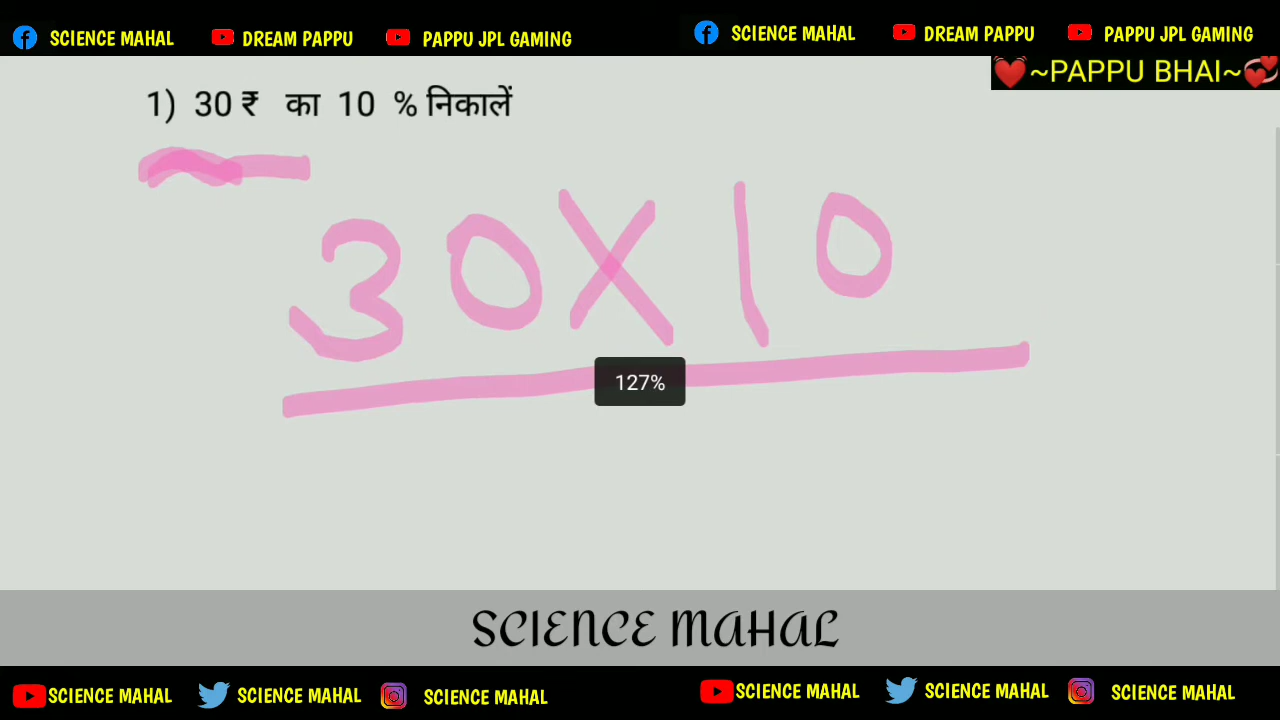 SCIENCE MAHAL DREAM PAPPU PAPPU JPL GAMING SCIENCE MAHAL DREAM PAPPU PAPPU JPL GAMING
~PAPPU BHAI~
1) 30 ₹ का 10 % निकालें
30X10
127%
SCIENCE MAHAL
SCIENCE MAHAL SCIENCE MAHAL SCIENCE MAHAL SCIENCE MAHAL SCIENCE MAHAL SCIENCE MAHAL